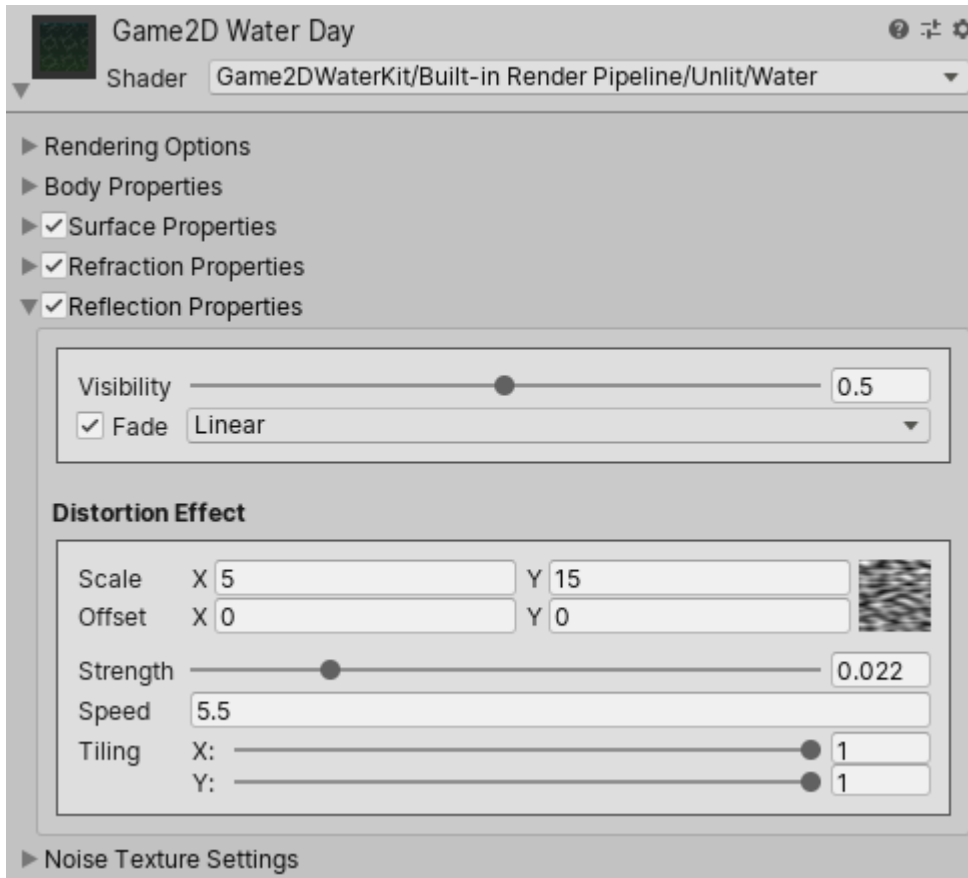 Game2D Water Day
Shader Game2DWaterKit/Built-in Render Pipeline/Unlit/Water
Rendering Options
Body Properties
Surface Properties
Refraction Properties
Reflection Properties
Visibility 0.5
Fade Linear
Distortion Effect
Scale X 5 Y 15
Offset X 0 Y 0
Strength 0.022
Speed 5.5
Tiling X: 1
Y: 1
Noise Texture Settings